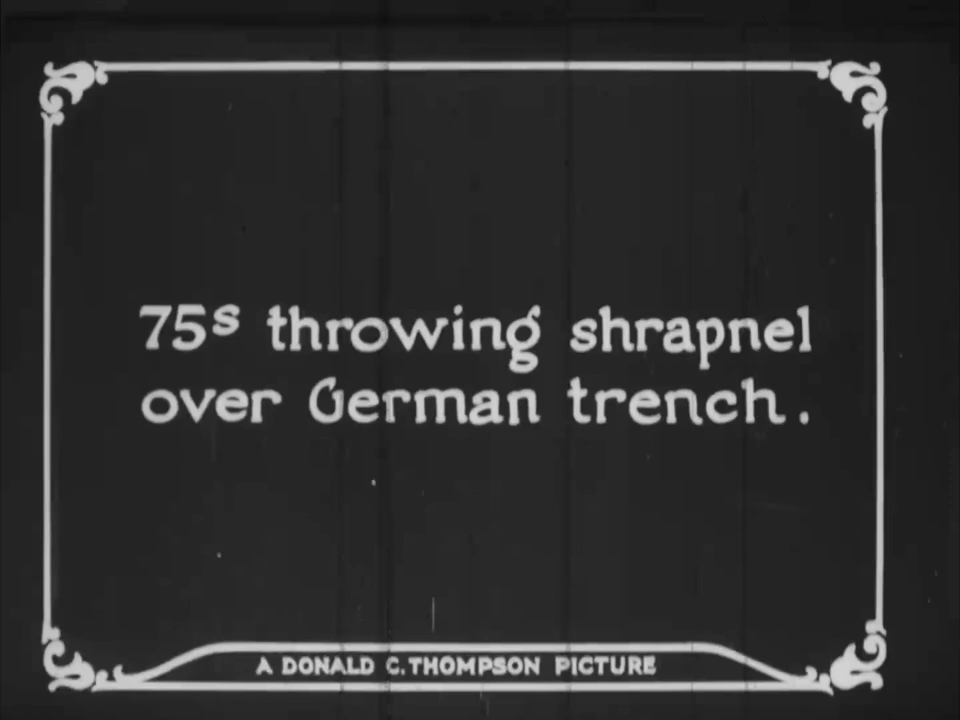 75s throwing shrapnel
over German trench.
A DONALD C. THOMPSON PICTURE